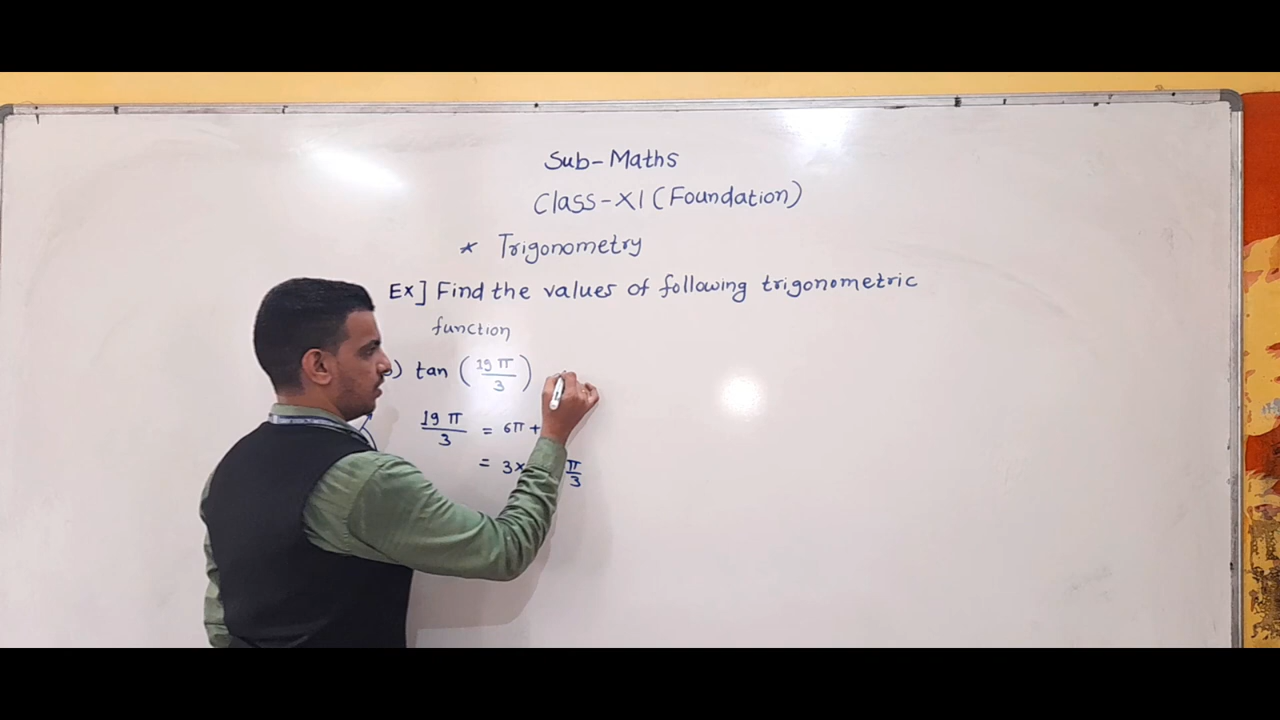 Sub-Maths
Class-XI (Foundation)
* Trigonometry
Ex] Find the values of following trigonometric
function
) tan (19π/3)
19π/3 = 6π +
= 3× π/3